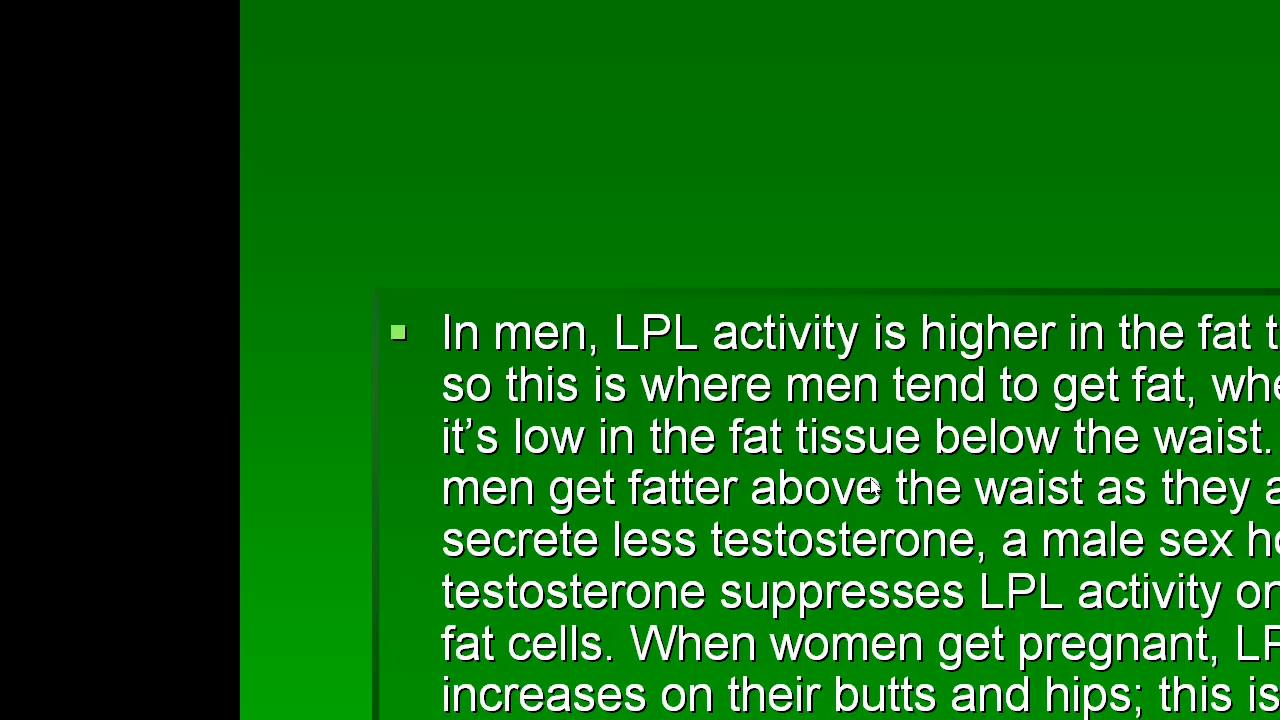 In men, LPL activity is higher in the fat
so this is where men tend to get fat,
it’s low in the fat tissue below the waist.
men get fatter above the waist as they
secrete less testosterone, a male sex
testosterone suppresses LPL activity
fat cells. When women get pregnant,
increases on their butts and hips; this is